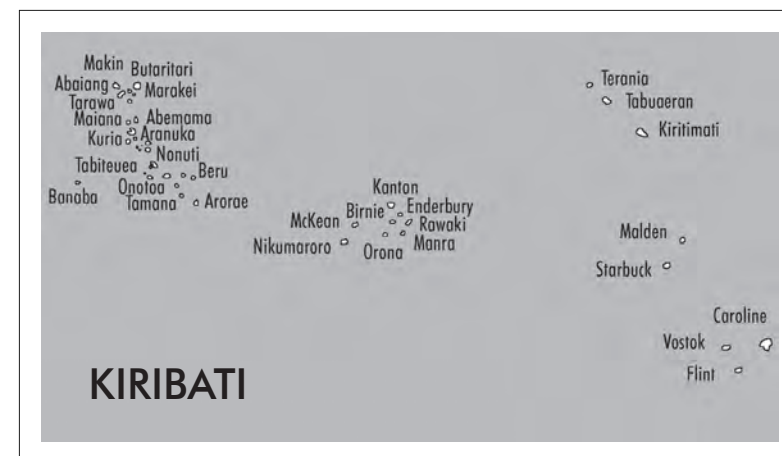 Makin Butaritari
Abaiang Marakei
Tarawa
Maiana Abemama
Kuria Aranuka
Nonuti
Tabiteuea Beru
Banaba Onotoa
Tamana Arorae
Kanton
Birnie Enderbury
McKean Rawaki
Nikumaroro Orona Manra
Terania
Tabuaeran
Kiritimati
Malden
Starbuck
Caroline
Vostok
Flint
KIRIBATI